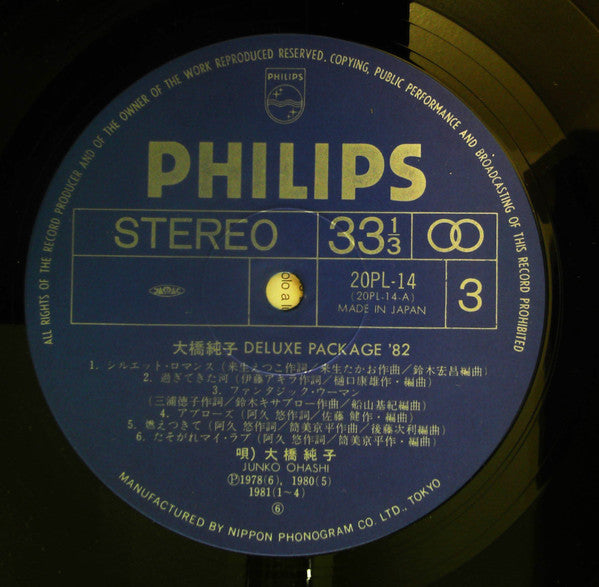 ALL RIGHTS OF THE RECORD PRODUCER AND OF THE OWNER OF THE WORK REPRODUCED RESERVED. COPYING, PUBLIC PERFORMANCE AND BROADCASTING OF THIS RECORD PROHIBITED
PHILIPS
PHILIPS
STEREO 33 1/3
20PL-14
(20PL-14-A)
MADE IN JAPAN
3
大橋純子 DELUXE PACKAGE '82
1. シルエット・ロマンス (来生えつこ作詞/来生たかお作曲/鈴木宏昌編曲)
2. 過ぎてきた河 (伊藤アキラ作詞/樋口康雄作・編曲)
3. ファンタジック・ウーマン
(三浦徳子作詞/鈴木キサブロー作曲/船山基紀編曲)
4. アプローズ (阿久 悠作詞/佐藤 健作・編曲)
5. 燃えつきて (阿久 悠作詞/筒美京平作曲/後藤次利編曲)
6. たそがれマイ・ラブ (阿久 悠作詞/筒美京平作・編曲)
唄) 大橋純子
JUNKO OHASHI
Ⓟ1978(6), 1980(5)
1981(1~4)
⑥
MANUFACTURED BY NIPPON PHONOGRAM CO. LTD., TOKYO